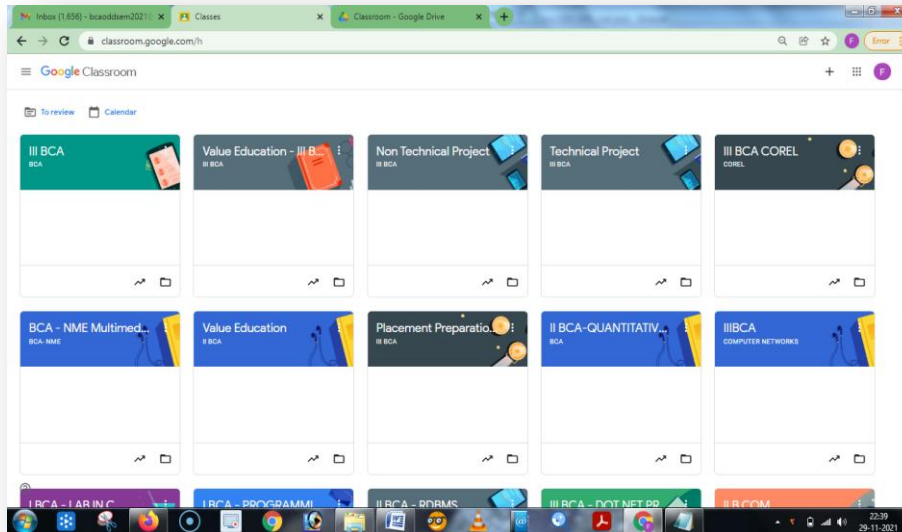 Inbox (1,656) - bcaoddsem2021
Classes
Classroom - Google Drive
classroom.google.com/h
F
Error
Google Classroom
F
To review
Calendar
III BCA
BCA
Value Education - III B...
III BCA
Non Technical Project
III BCA
Technical Project
III BCA
III BCA COREL
COREL
BCA - NME Multimed...
BCA- NME
Value Education
II BCA
Placement Preparatio...
III BCA
II BCA-QUANTITATIV...
BCA
IIIBCA
COMPUTER NETWORKS
I BCA - LAB IN C
I BCA - PROGRAMMI
II BCA - RDBMS
III BCA - DOT NET PR
II B.COM
22:39
29-11-2021